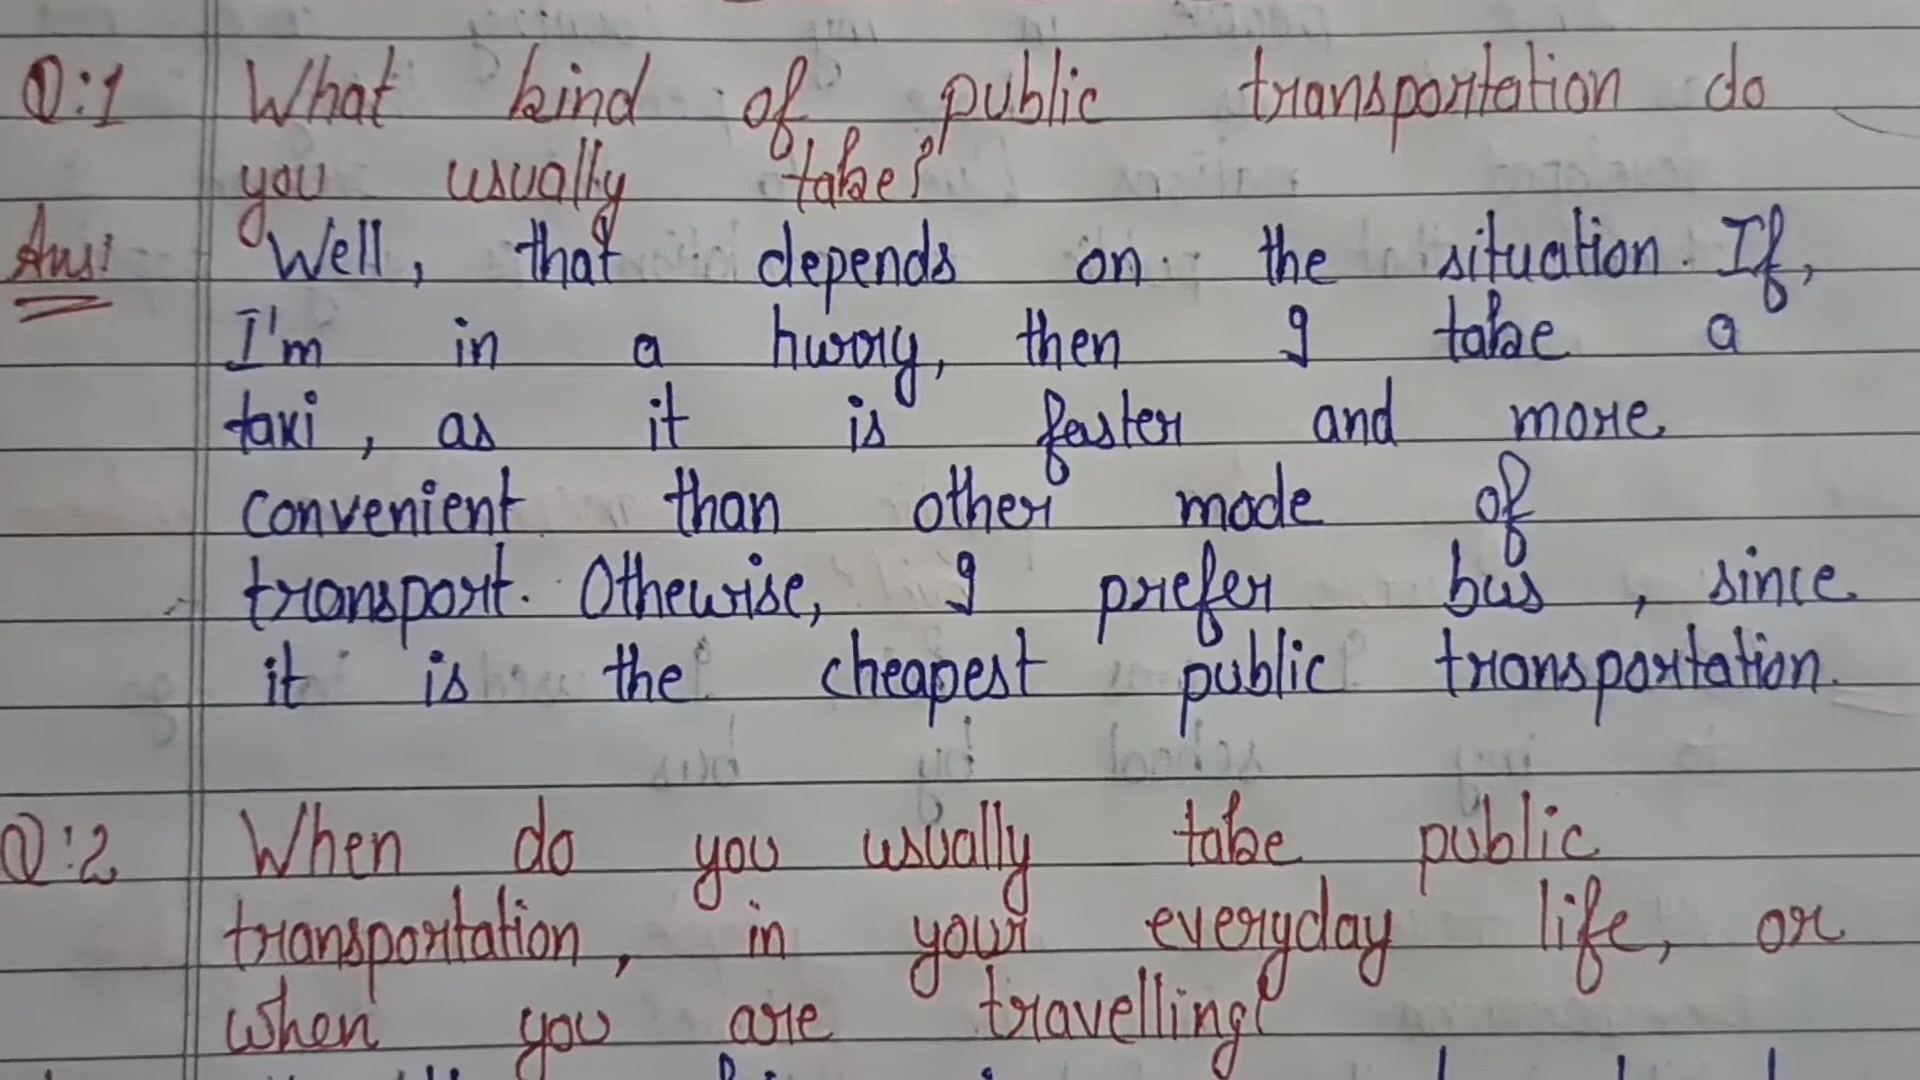 Q:1 What kind of public transportation do
you usually take?
Ans: Well, that depends on the situation. If,
I'm in a hurry, then I take a
taxi, as it is faster and more
convenient than other mode of
transport. Othewise, I prefer bus, since
it is the cheapest public transportation.
Q:2 When do you usually take public
transportation, in your everyday life, or
when you are travelling?